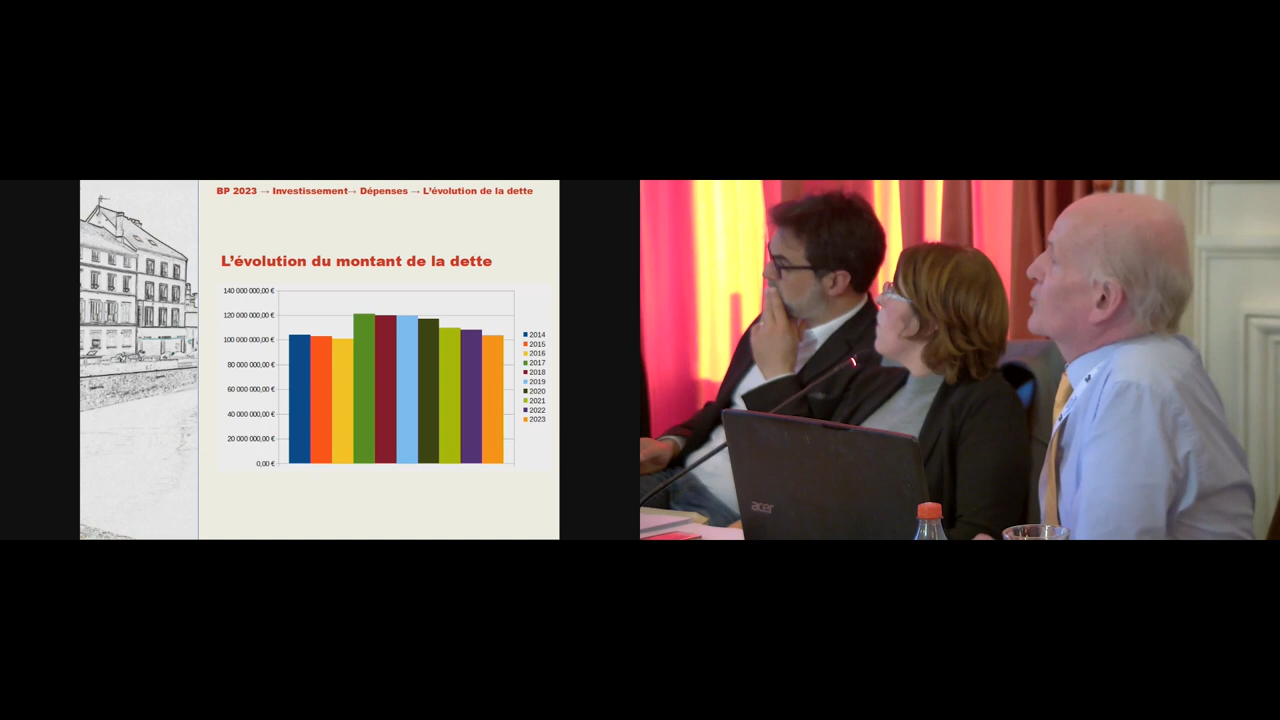 BP 2023 → Investissement→ Dépenses → L'évolution de la dette
L'évolution du montant de la dette
140 000 000,00 €
120 000 000,00 €
100 000 000,00 €
80 000 000,00 €
60 000 000,00 €
40 000 000,00 €
20 000 000,00 €
0,00 €
2014
2015
2016
2017
2018
2019
2020
2021
2022
2023
acer